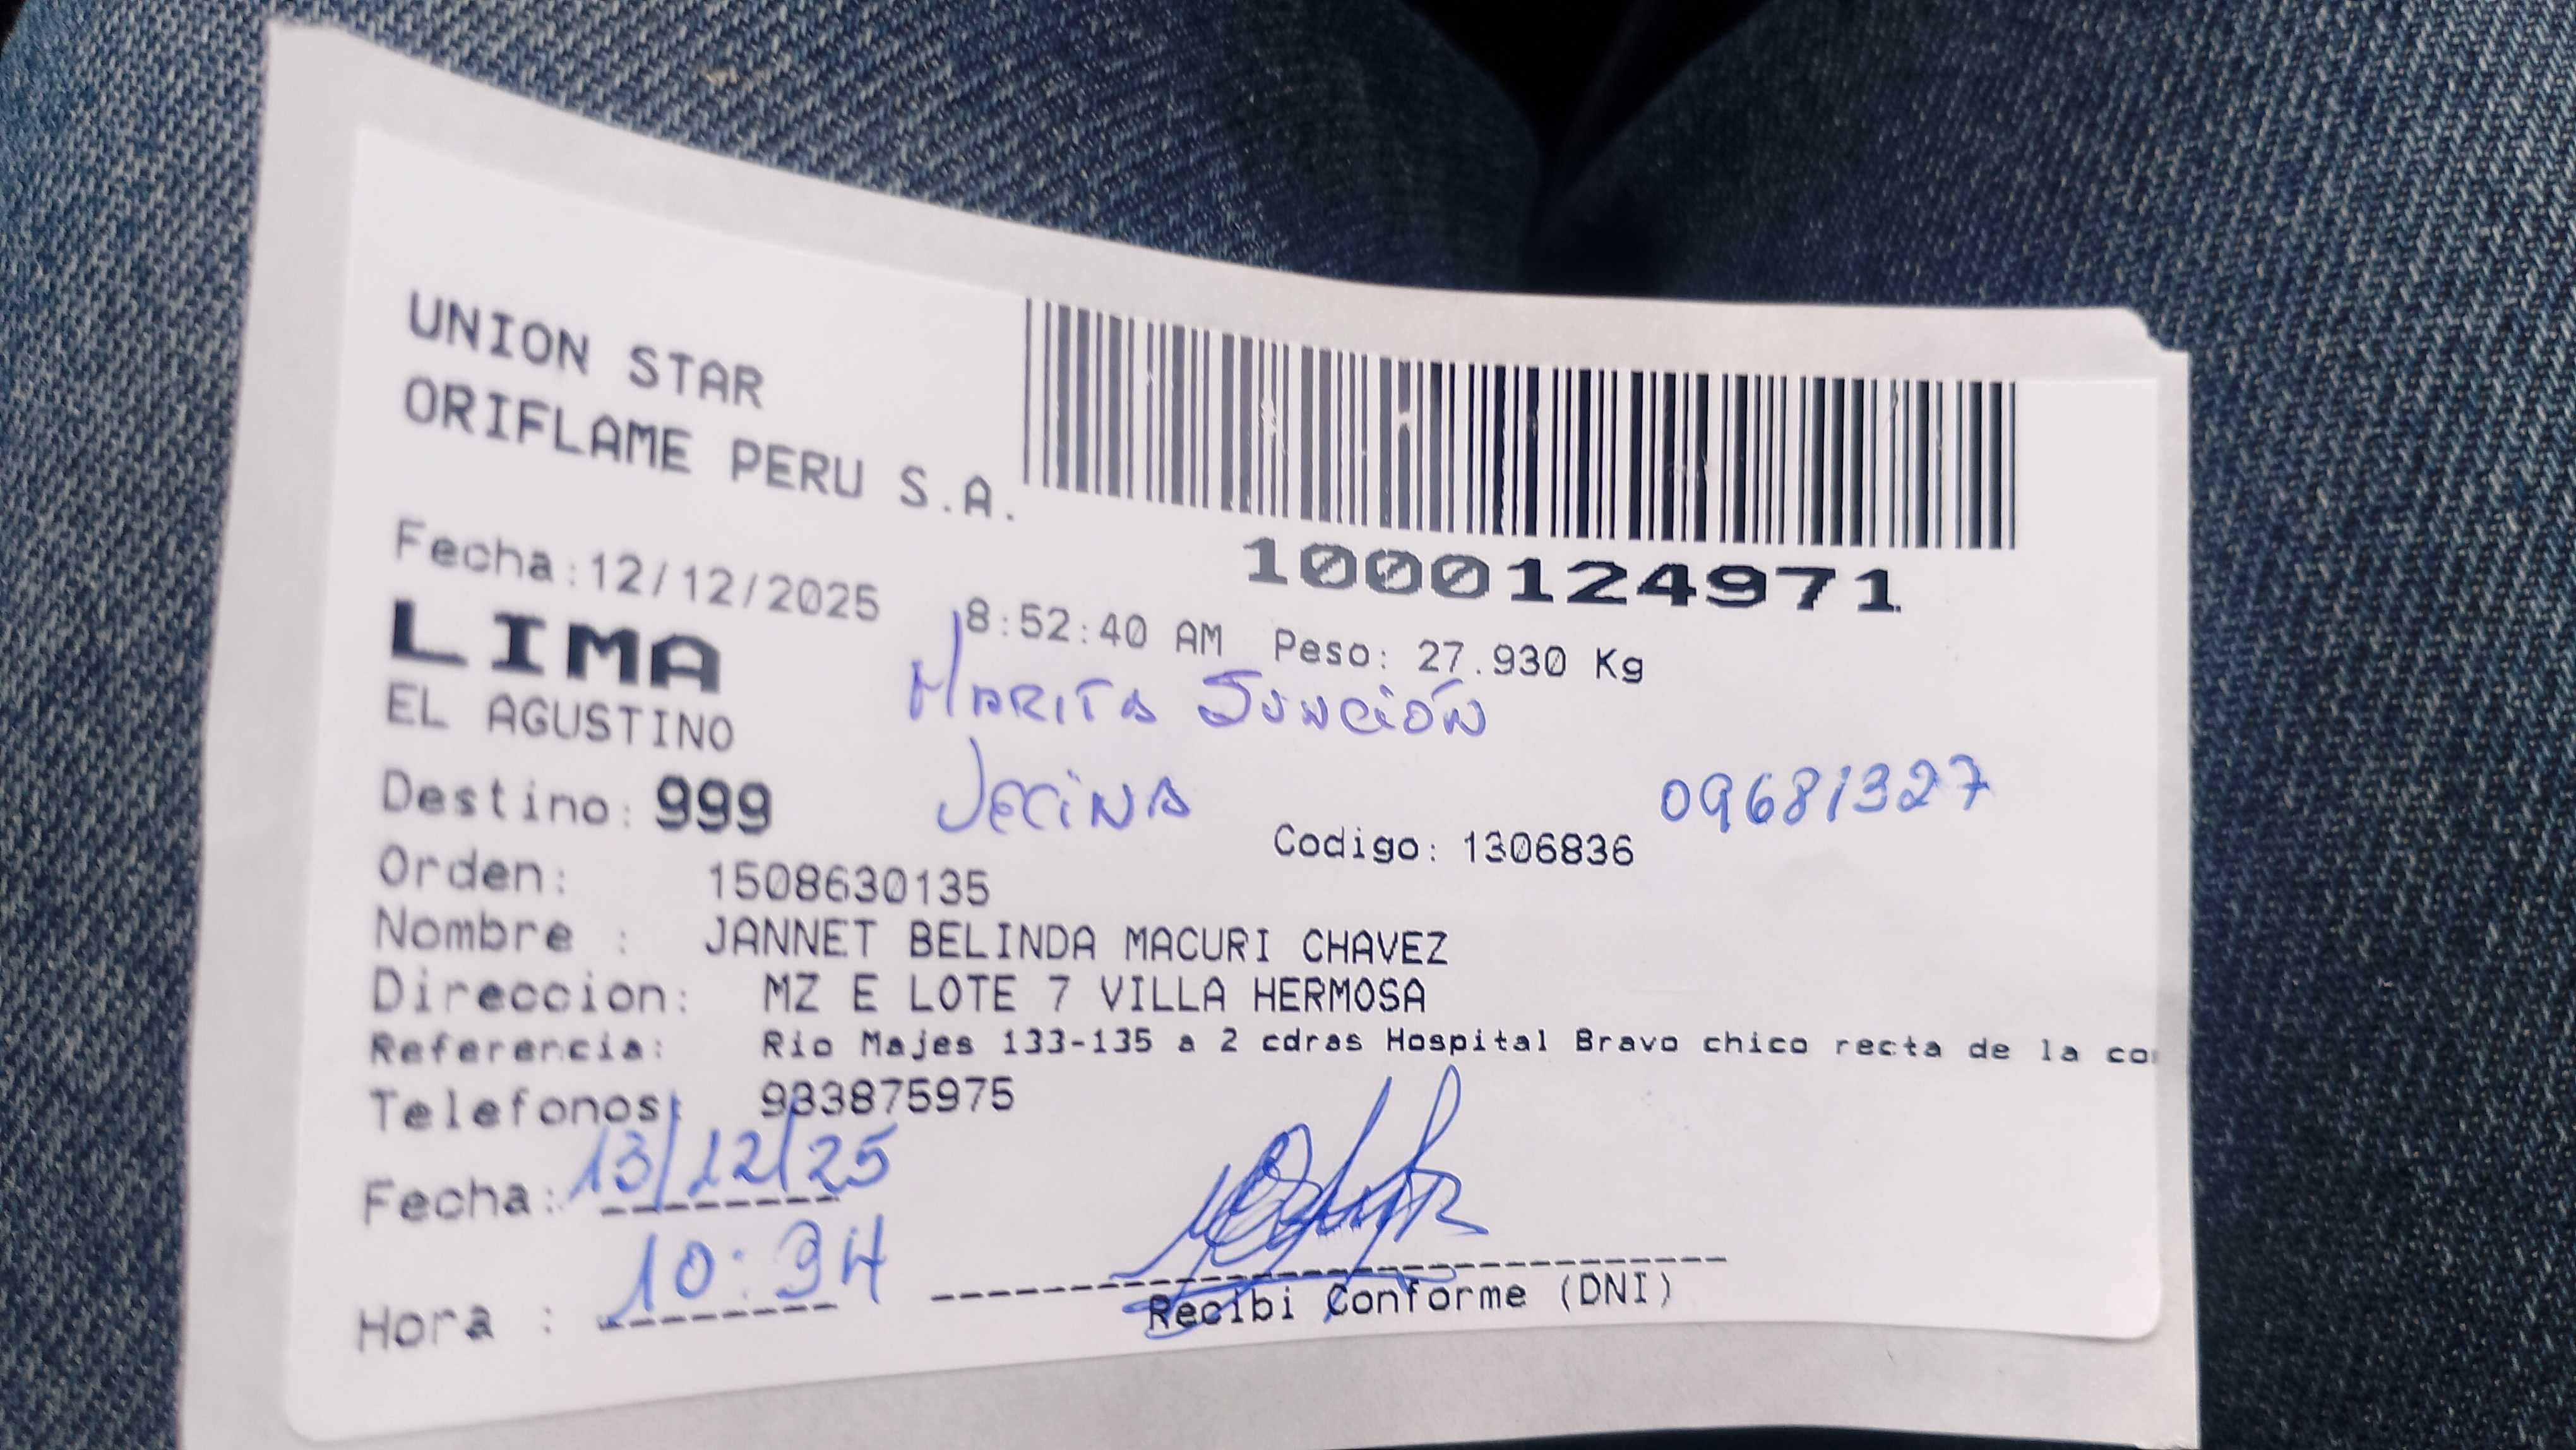 UNION STAR
ORIFLAME PERU S.A.
1000124971
Fecha:12/12/2025 8:52:40 AM Peso: 27.930 Kg
LIMA
EL AGUSTINO
MARITA
Destino: 999
VECINA
09681327
Codigo: 1306836
Orden: 1508630135
Nombre : JANNET BELINDA MACURI CHAVEZ
Direccion: MZ E LOTE 7 VILLA HERMOSA
Referencia: Rio Majes 133-135 a 2 cdras Hospital Bravo chico recta de la
Telefonos: 983875975
Fecha: 13/12/25
Hora : 10:34
Recibi Conforme (DNI)